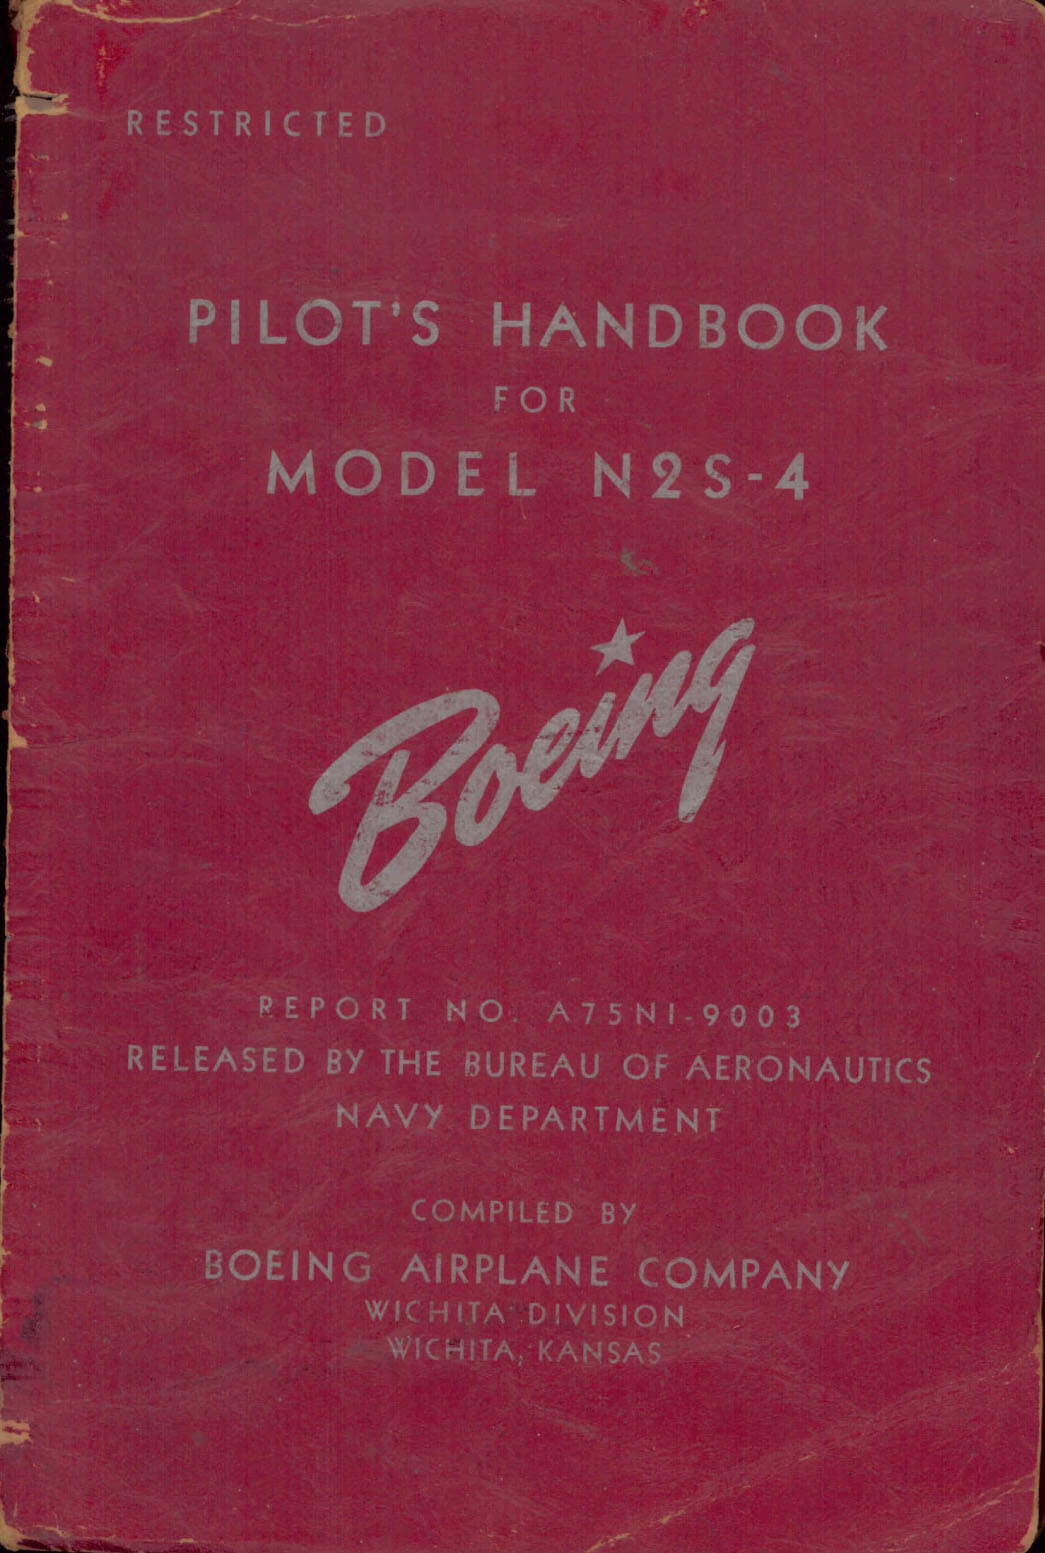 RESTRICTED
PILOT'S HANDBOOK
FOR
MODEL N2S-4
Boeing
REPORT NO. A75N1-9003
RELEASED BY THE BUREAU OF AERONAUTICS
NAVY DEPARTMENT
COMPILED BY
BOEING AIRPLANE COMPANY
WICHITA DIVISION
WICHITA, KANSAS